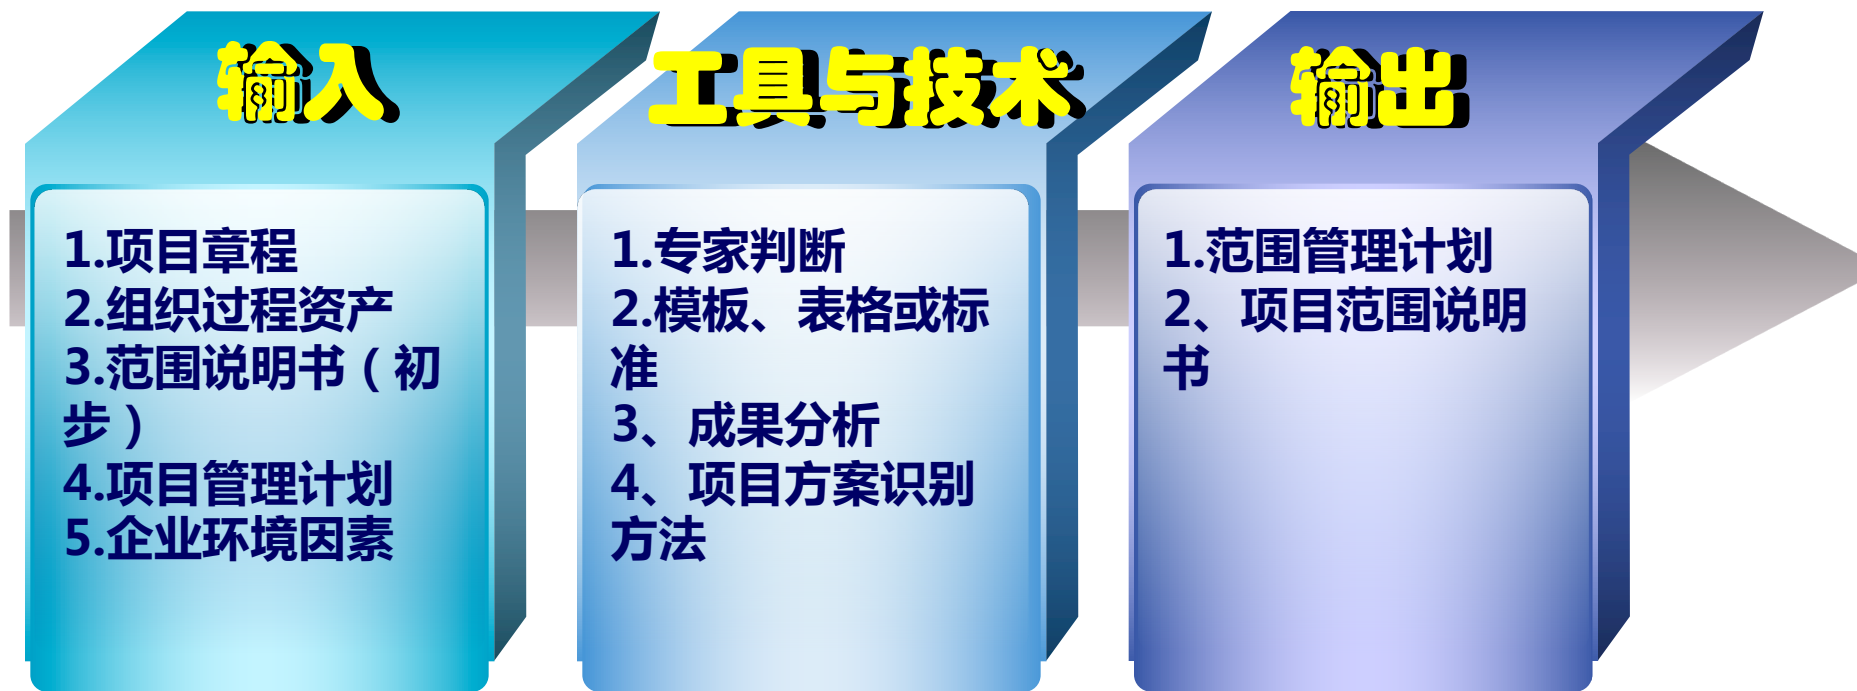 输入
1.项目章程
2.组织过程资产
3.范围说明书（初
步）
4.项目管理计划
5.企业环境因素
工具与技术
1.专家判断
2.模板、表格或标
准
3、成果分析
4、项目方案识别
方法
输出
1.范围管理计划
2、项目范围说明
书